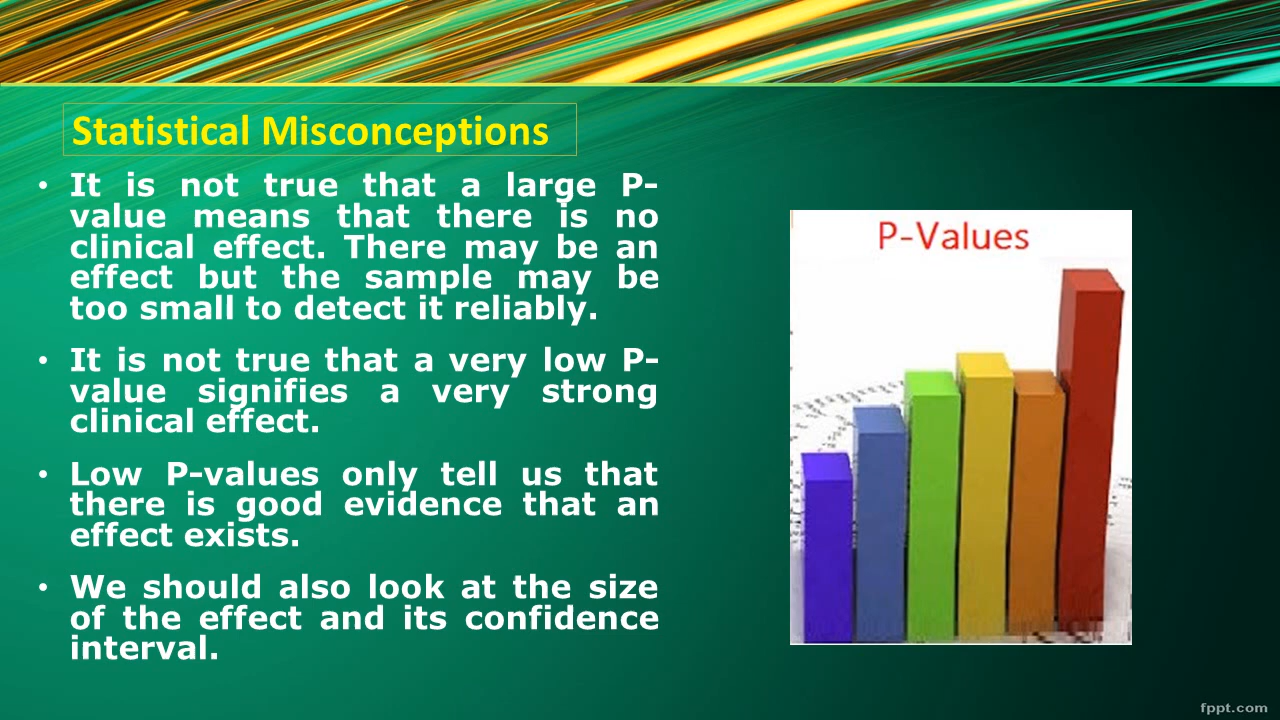 Statistical Misconceptions
• It is not true that a large P-
value means that there is no
clinical effect. There may be an
effect but the sample may be
too small to detect it reliably.
• It is not true that a very low P-
value signifies a very strong
clinical effect.
• Low P-values only tell us that
there is good evidence that an
effect exists.
• We should also look at the size
of the effect and its confidence
interval.
P-Values
fppt.com